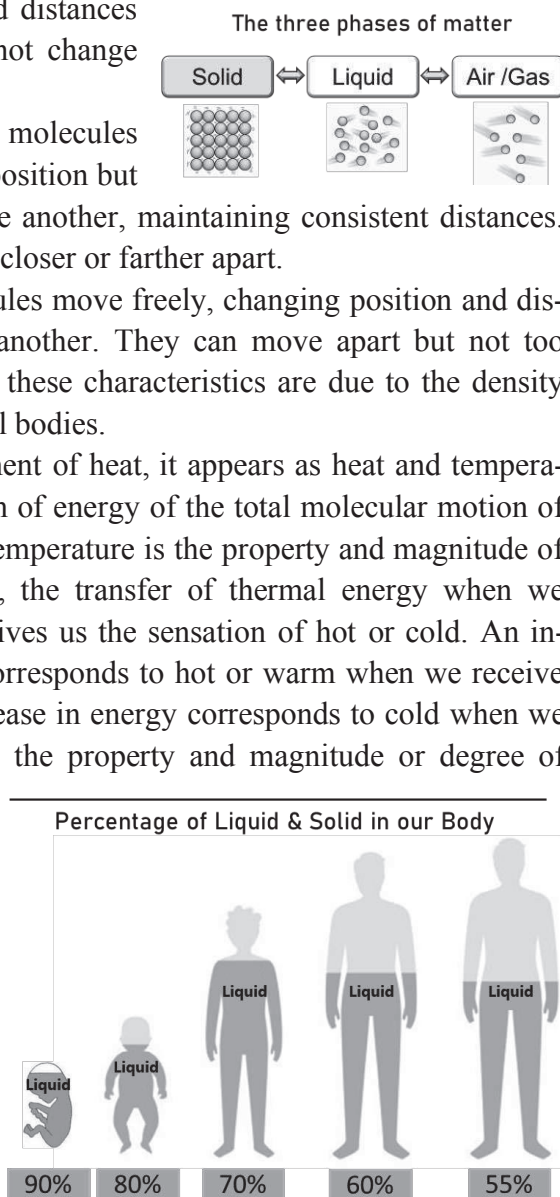 d distances
not change
The three phases of matter
Solid
Liquid
Air /Gas
molecules
position but
e another, maintaining consistent distances.
closer or farther apart.
ules move freely, changing position and dis-
another. They can move apart but not too
these characteristics are due to the density
l bodies.
ment of heat, it appears as heat and tempera-
n of energy of the total molecular motion of
emperature is the property and magnitude of
, the transfer of thermal energy when we
ives us the sensation of hot or cold. An in-
orresponds to hot or warm when we receive
ease in energy corresponds to cold when we
the property and magnitude or degree of
Percentage of Liquid & Solid in our Body
Liquid
Liquid
Liquid
Liquid
Liquid
90%
80%
70%
60%
55%